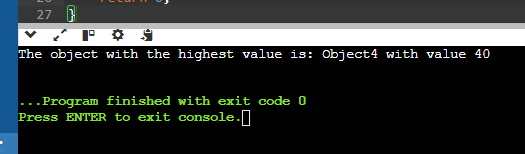 27 }
The object with the highest value is: Object4 with value 40
...Program finished with exit code 0
Press ENTER to exit console.